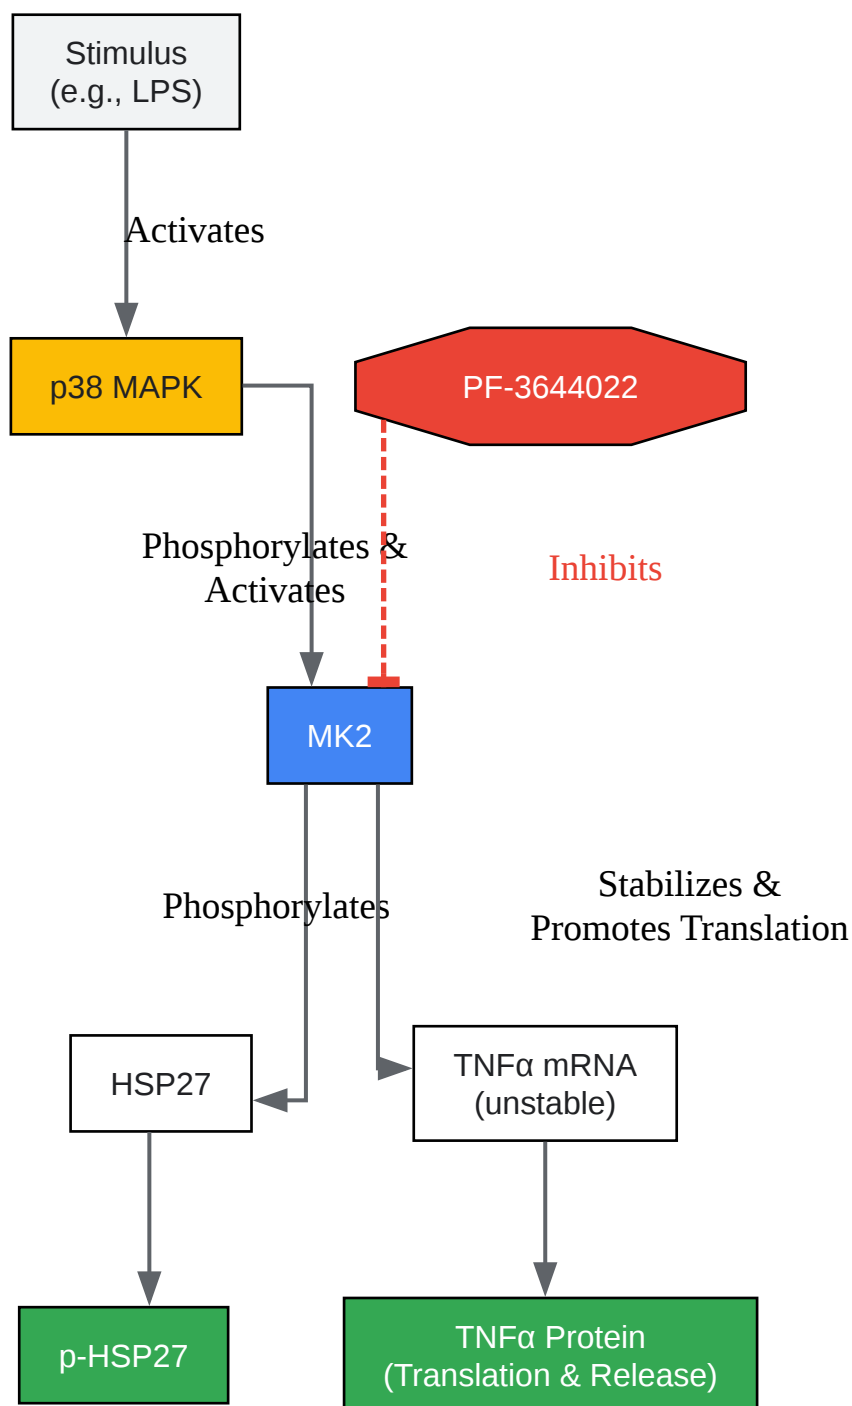 Stimulus
(e.g., LPS)
Activates
p38 MAPK
PF-3644022
Phosphorylates &
Activates
Inhibits
MK2
Phosphorylates
Stabilizes &
Promotes Translation
HSP27
TNFα mRNA
(unstable)
p-HSP27
TNFα Protein
(Translation & Release)